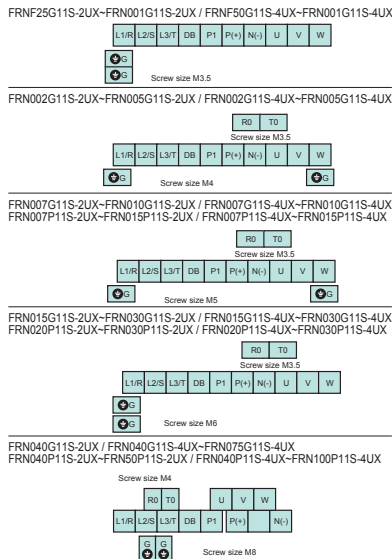 FRNF25G11S-2UX~FRN001G11S-2UX / FRNF50G11S-4UX~FRN001G11S-4UX
L1/R L2/S L3/T DB P1 P(+) N(-) U V W
G
G
Screw size M3.5
FRN002G11S-2UX~FRN005G11S-2UX / FRN002G11S-4UX~FRN005G11S-4UX
R0 T0
Screw size M3.5
L1/R L2/S L3/T DB P1 P(+) N(-) U V W
G Screw size M4 G
FRN007G11S-2UX~FRN010G11S-2UX / FRN007G11S-4UX~FRN010G11S-4UX
FRN007P11S-2UX~FRN015P11S-2UX / FRN007P11S-4UX~FRN015P11S-4UX
R0 T0
Screw size M3.5
L1/R L2/S L3/T DB P1 P(+) N(-) U V W
G Screw size M5 G
FRN015G11S-2UX~FRN030G11S-2UX / FRN015G11S-4UX~FRN030G11S-4UX
FRN020P11S-2UX~FRN030P11S-2UX / FRN020P11S-4UX~FRN030P11S-4UX
R0 T0
Screw size M3.5
L1/R L2/S L3/T DB P1 P(+) N(-) U V W
G
G Screw size M6
FRN040G11S-2UX / FRN040G11S-4UX~FRN075G11S-4UX
FRN040P11S-2UX~FRN50P11S-2UX / FRN040P11S-4UX~FRN100P11S-4UX
Screw size M4
R0 T0 U V W
L1/R L2/S L3/T DB P1 P(+) N(-)
G G
Screw size M8